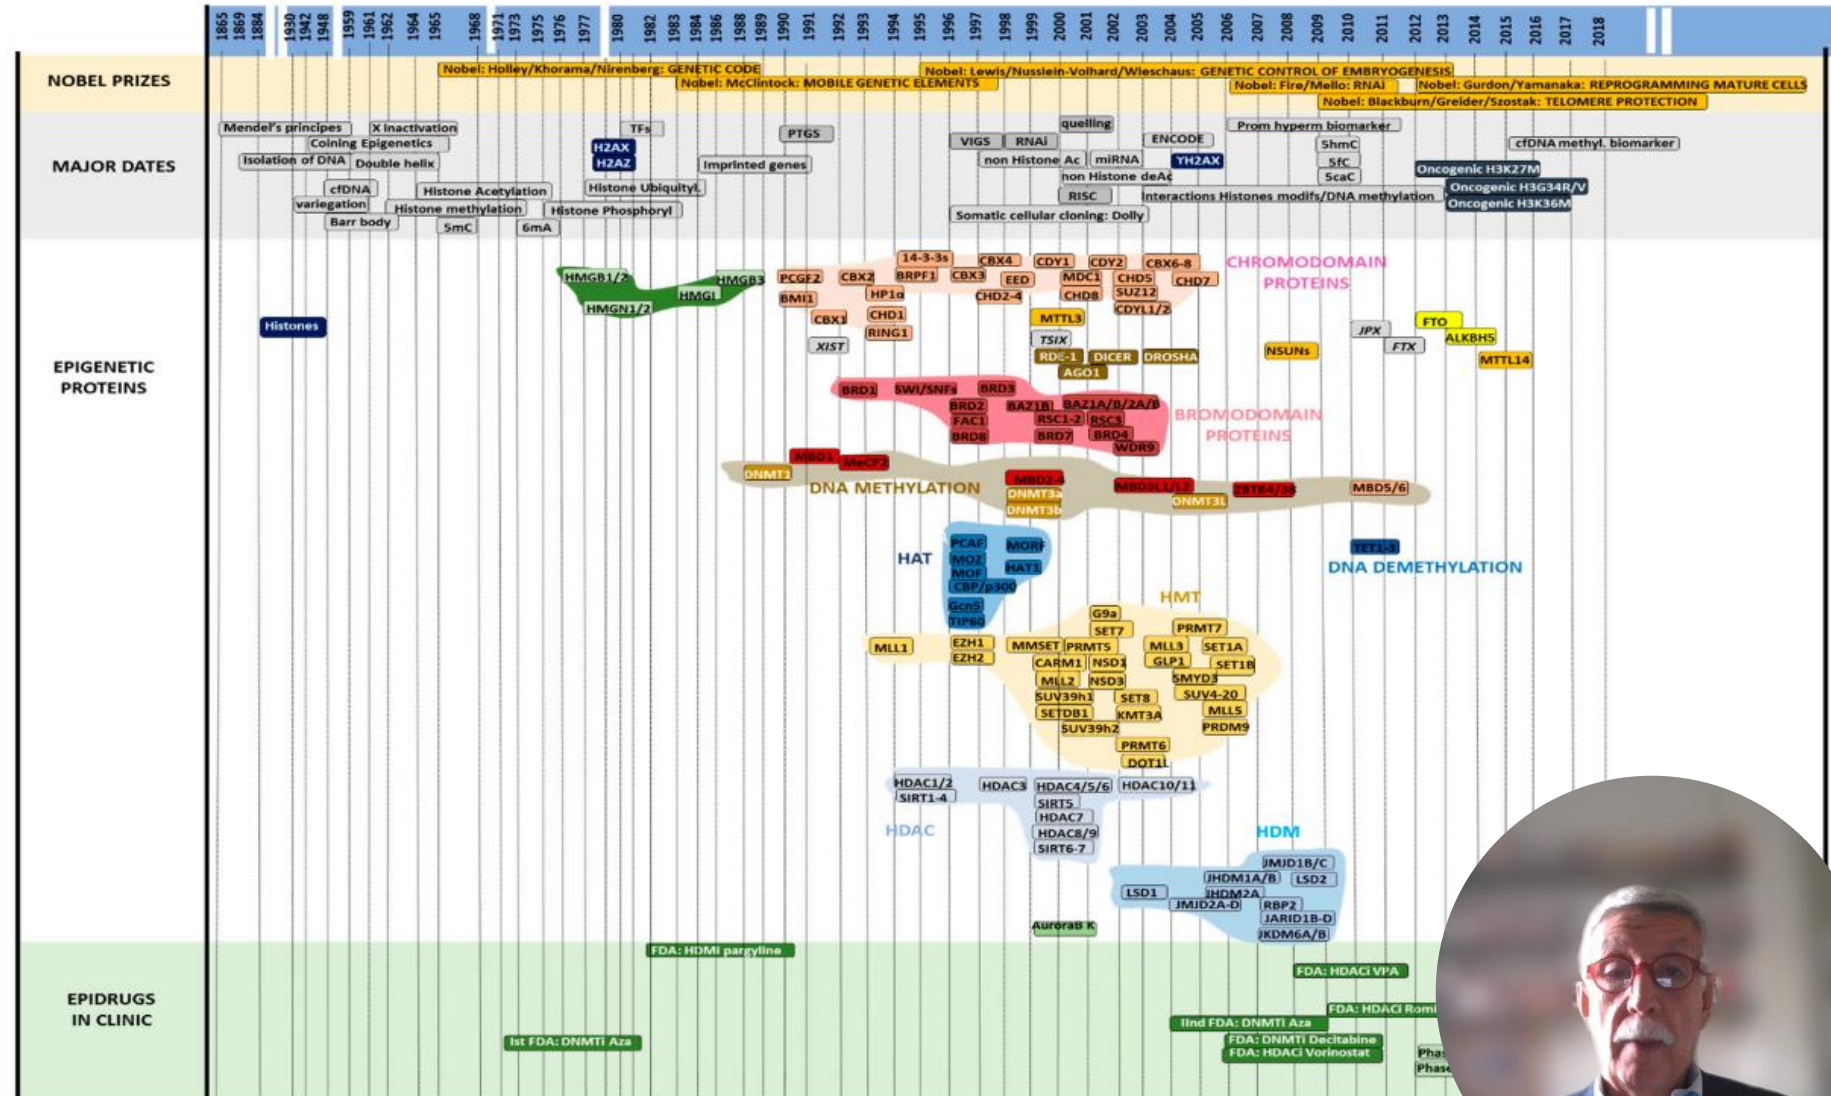 1865 1869 1884 1930 1942 1948 1959 1961 1964 1965 1968 1971 1973 1975 1976 1977 1980 1982 1983 1984 1986 1988 1989 1990 1991 1992 1993 1994 1995 1996 1997 1998 1999 2000 2001 2002 2003 2004 2005 2006 2007 2008 2009 2010 2011 2012 2013 2014 2015 2016 2017 2018
NOBEL PRIZES
Nobel: Holley/Khorama/Nirenberg: GENETIC CODE
Nobel: Lewis/Nusslein-Volhard/Wieschaus: GENETIC CONTROL OF EMBRYOGENESIS
Nobel: McClintock: MOBILE GENETIC ELEMENTS
Nobel: Fire/Mello: RNAi
Nobel: Gurdon/Yamanaka: REPROGRAMMING MATURE CELLS
Nobel: Blackburn/Greider/Szostak: TELOMERE PROTECTION
MAJOR DATES
Mendel's principes
X inactivation
TFs
PTGS
quelling
Prom hyperm biomarker
Coining Epigenetics
H2AX
VIGS
RNAi
ENCODE
5hmC
cfDNA methyl. biomarker
Isolation of DNA
Double helix
H2AZ
Imprinted genes
non Histone Ac
miRNA
YH2AX
5fC
Oncogenic H3K27M
non Histone deAc
5caC
cfDNA
Histone Acetylation
Histone Ubiquityl.
RISC
Interactions Histones modifs/DNA methylation
Oncogenic H3G34R/V
variegation
Histone methylation
Histone Phosphoryl
Somatic cellular cloning: Dolly
Oncogenic H3K36M
Barr body
5mC
6mA
EPIGENETIC
PROTEINS
Histones
HMGB1/2
HMGB3
HMGI
HMGN1/2
14-3-3s
CBX4
CDY1
CDY2
CBX6-8
CHROMODOMAIN
PROTEINS
PCGF2
CBX2
BRPF1
CBX3
EED
MDC1
CHD5
CHD7
BMI1
HP1α
CHD2-4
CHD8
SUZ12
CBX1
CHD1
CDYL1/2
MTTL3
RING1
XIST
TSIX
RDE-1
DICER
DROSHA
AGO1
NSUNs
JPX
FTX
FTO
ALKBH5
MTTL14
BRD1
SWI/SNFs
BRD3
BRD2
BAZ1B
BAZ1A/B/2A/B
BROMODOMAIN
PROTEINS
FAC1
RSC1-2
RSC3
BRD8
BRD7
BRD4
WDR9
MBD1
MeCP2
DNMT1
DNA METHYLATION
MBD2-4
DNMT3a
DNMT3b
MBD3L1/L2
DNMT3L
ZBTB4/38
MBD5/6
HAT
PCAF
MORF
MOZ
MOF
HAT1
CBP/p300
Gcn5
TIP60
TET1-3
DNA DEMETHYLATION
HMT
G9a
SET7
PRMT7
MLL1
EZH1
MMSET
PRMT5
MLL3
SET1A
EZH2
CARM1
NSD1
GLP1
SET1B
MLL2
NSD3
SMYD3
SUV39h1
SET8
SUV4-20
SETDB1
KMT3A
MLL5
SUV39h2
PRDM9
PRMT6
DOT1L
HDAC1/2
HDAC3
HDAC4/5/6
HDAC10/11
SIRT1-4
SIRT5
HDAC7
HDAC
HDAC8/9
SIRT6-7
HDM
JMJD1B/C
JHDM1A/B
LSD2
LSD1
JHDM2A
JMJD2A-D
RBP2
JARID1B-D
JKDM6A/B
AuroraB K
EPIDRUGS
IN CLINIC
FDA: HDMi pargyline
FDA: HDACi VPA
FDA: HDACi Romi
IInd FDA: DNMTi Aza
Ist FDA: DNMTi Aza
FDA: DNMTi Decitabine
FDA: HDACi Vorinostat
Phas
Phase